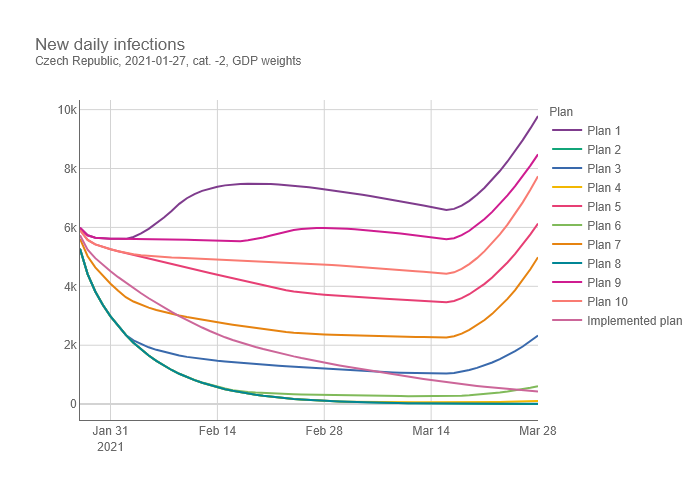 New daily infections
Czech Republic, 2021-01-27, cat. -2, GDP weights
10k
8k
6k
4k
2k
0
Jan 31
2021
Feb 14
Feb 28
Mar 14
Mar 28
Plan
Plan 1
Plan 2
Plan 3
Plan 4
Plan 5
Plan 6
Plan 7
Plan 8
Plan 9
Plan 10
Implemented plan